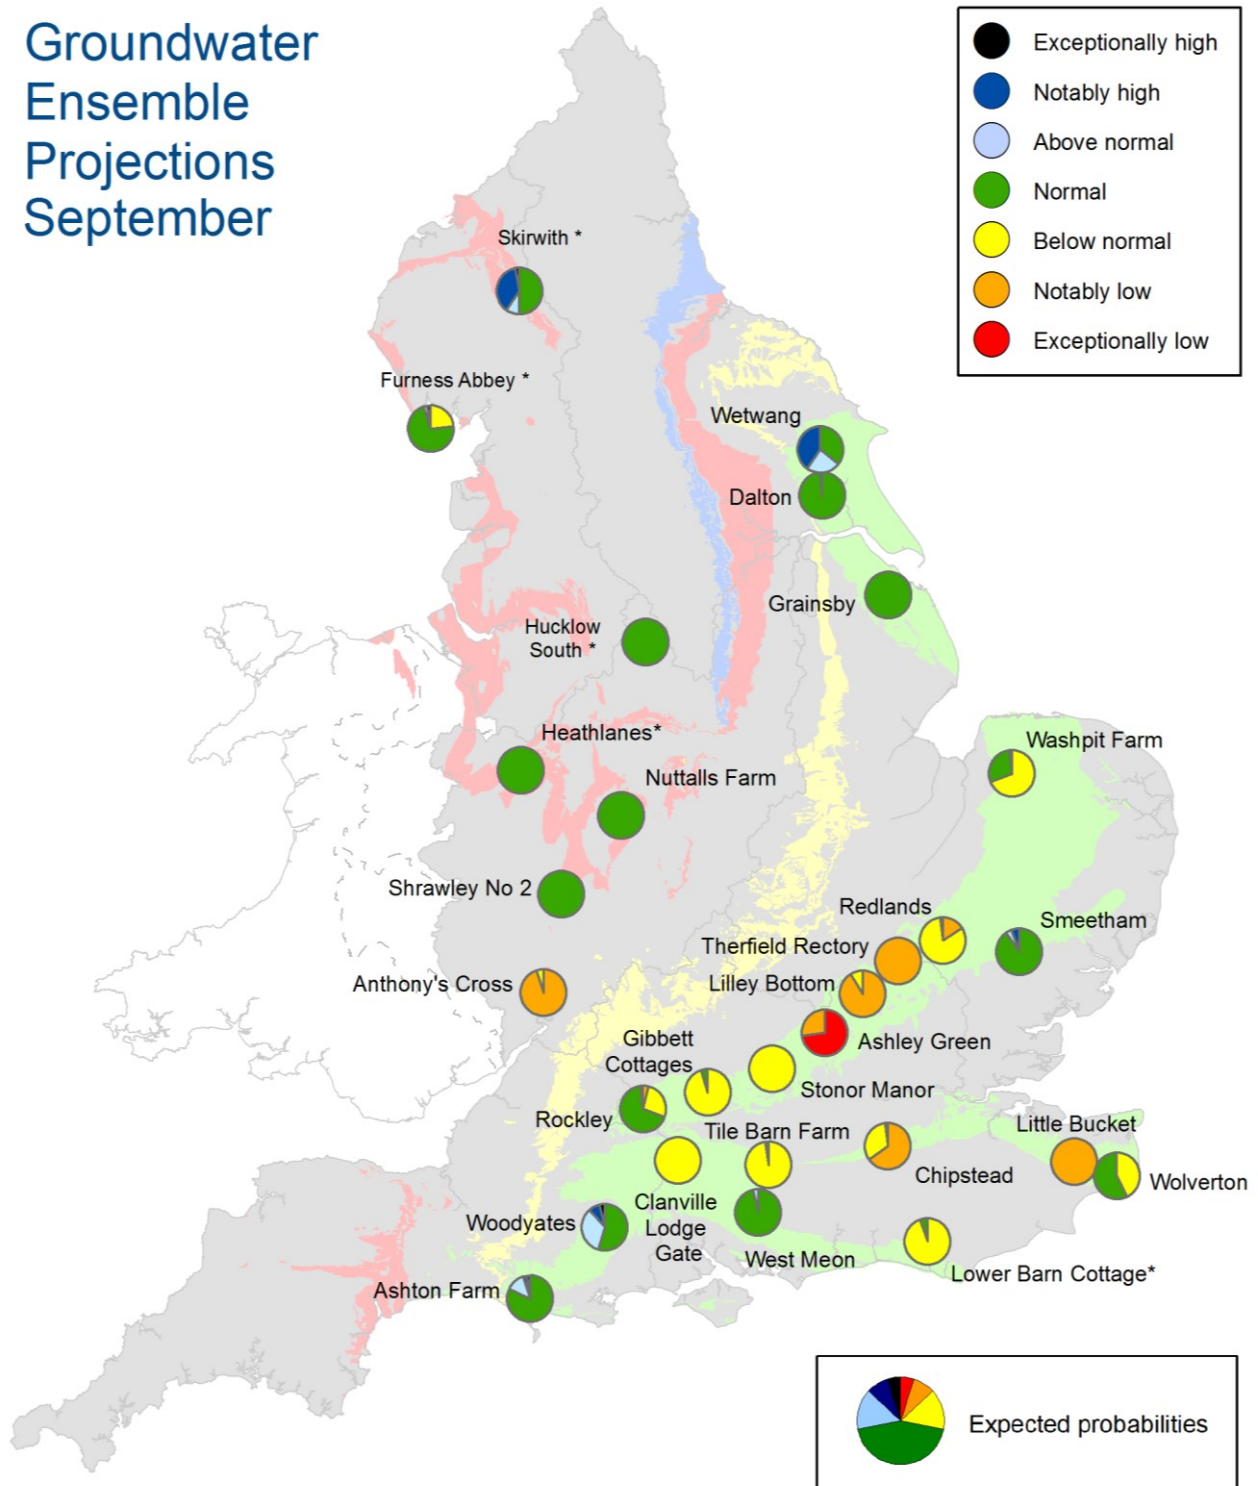 Groundwater
Ensemble
Projections
September
Exceptionally high
Notably high
Above normal
Normal
Below normal
Notably low
Exceptionally low
Skirwith *
Furness Abbey *
Wetwang
Dalton
Grainsby
Hucklow
South *
Heathlanes*
Washpit Farm
Nuttalls Farm
Shrawley No 2
Redlands
Smeetham
Therfield Rectory
Anthony's Cross
Lilley Bottom
Gibbett
Cottages
Ashley Green
Stonor Manor
Rockley
Tile Barn Farm
Little Bucket
Chipstead
Wolverton
Clanville
Lodge
Gate
Woodyates
West Meon
Lower Barn Cottage*
Ashton Farm
Expected probabilities